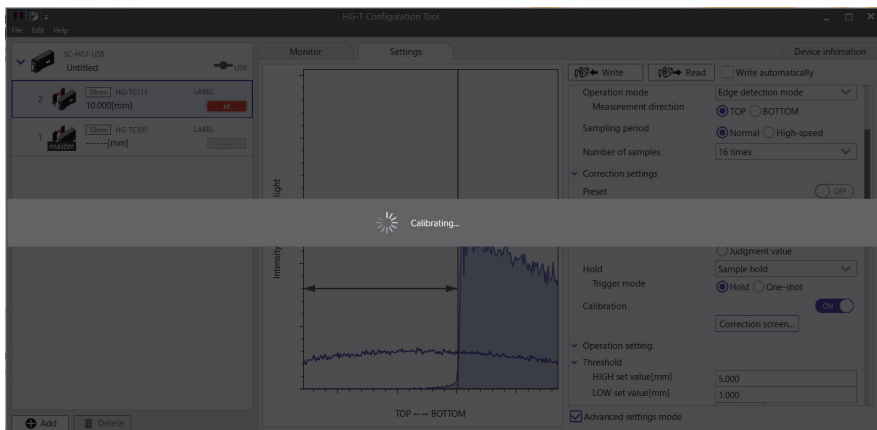 HG-T Configuration Tool
File Edit Help
SC-HG1-USB
Untitled
USB
2
10mm HG-TC111
LABEL
10.000[mm]
HI
1
10mm HG-TC101
LABEL
master
------[mm]
Monitor
Settings
Device infomation
Write
Read
Write automatically
Operation mode
Edge detection mode
Measurement direction
TOP
BOTTOM
Sampling period
Normal
High-speed
Number of samples
16 times
Correction settings
Preset
OFF
Calibrating...
Judgment value
Hold
Sample hold
Trigger mode
Hold
One-shot
Calibration
ON
Correction screen...
Operation setting
Threshold
HIGH set value[mm]
5.000
LOW set value[mm]
1.000
Advanced settings mode
Intensity
light
TOP ←→ BOTTOM
Add
Delete